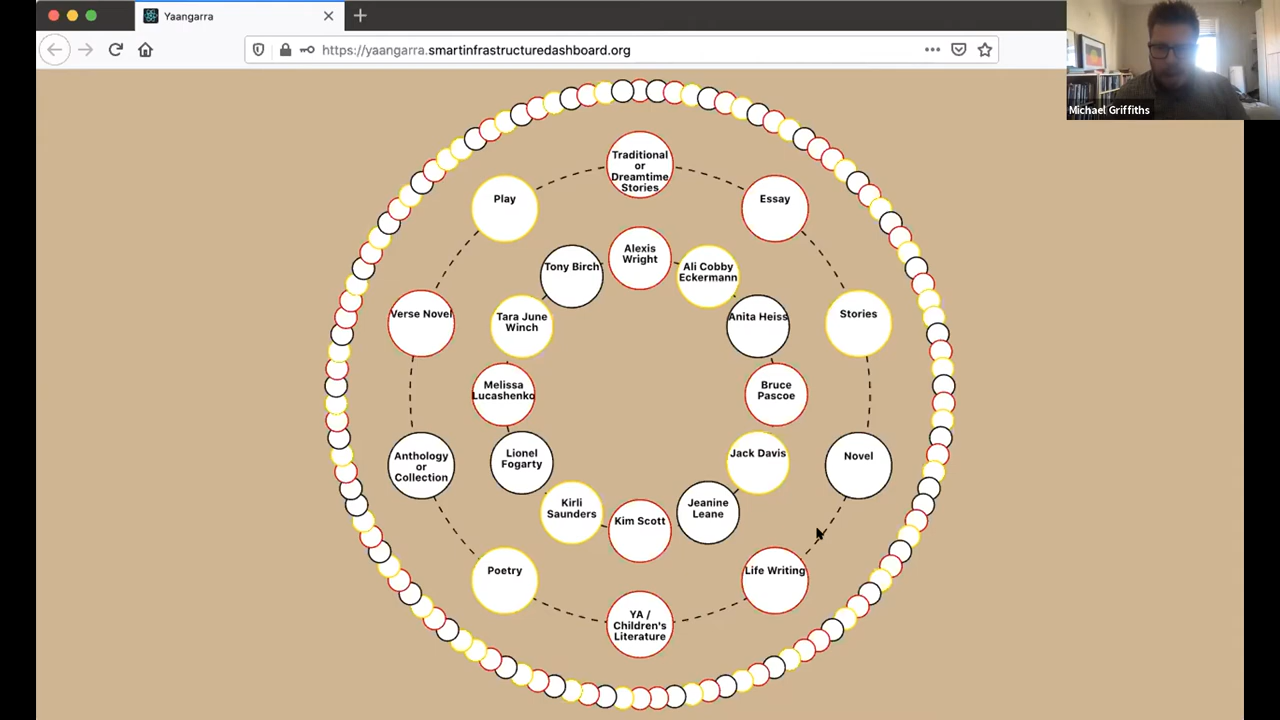 Yaangarra
https://yaangarra.smartinfrastructuredashboard.org
Michael Griffiths
Traditional
or
Dreamtime
Stories
Play
Essay
Alexis
Wright
Tony Birch
Ali Cobby
Eckermann
Verse Novel
Tara June
Winch
Anita Heiss
Stories
Melissa
Lucashenko
Bruce
Pascoe
Anthology
or
Collection
Lionel
Fogarty
Jack Davis
Novel
Kirli
Saunders
Kim Scott
Jeanine
Leane
Poetry
Life Writing
YA /
Children's
Literature